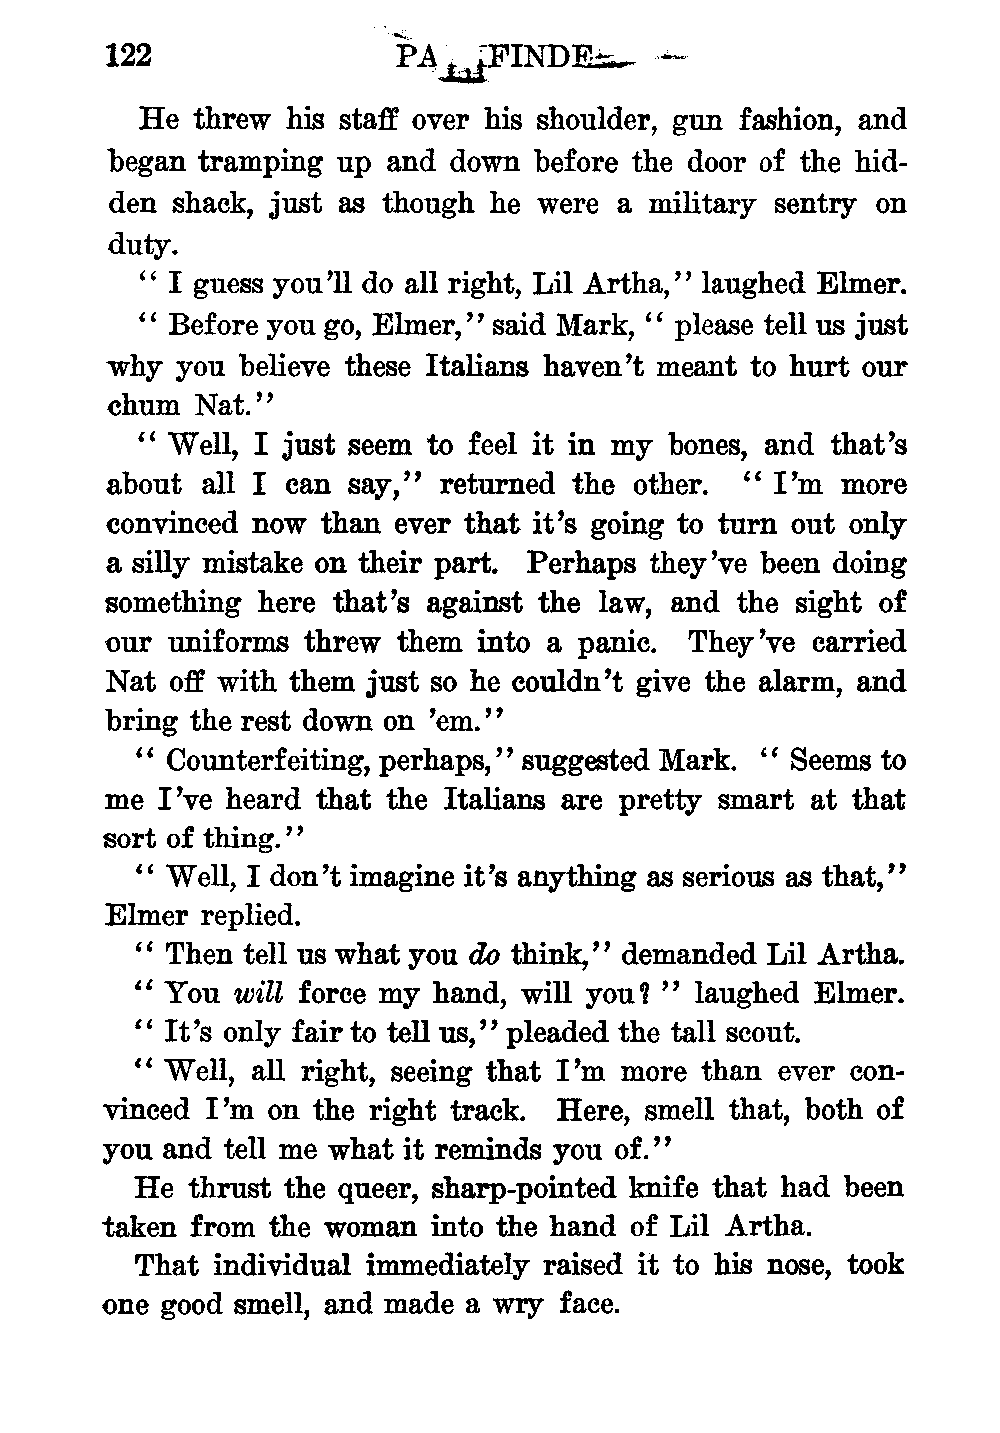 122
He threw his staff over his shoulder, gun fashion, and
began tramping up and down before the door of the hid-
den shack, just as though he were a military sentry on
duty.
“ I guess you’ll do all right, Lil Artha,” laughed Elmer.
“ Before you go, Elmer,” said Mark, “ please tell us just
why you believe these Italians haven’t meant to hurt our
chum Nat.”
“ Well, I just seem to feel it in my bones, and that’s
about all I can say,” returned the other. “ I’m more
convinced now than ever that it’s going to turn out only
a silly mistake on their part. Perhaps they’ve been doing
something here that’s against the law, and the sight of
our uniforms threw them into a panic. They’ve carried
Nat off with them just so he couldn’t give the alarm, and
bring the rest down on ’em.”
“ Counterfeiting, perhaps,” suggested Mark. “ Seems to
me I’ve heard that the Italians are pretty smart at that
sort of thing.”
“ Well, I don’t imagine it’s anything as serious as that,”
Elmer replied.
“ Then tell us what you do think,” demanded Lil Artha.
“ You will force my hand, will you? ” laughed Elmer.
“ It’s only fair to tell us,” pleaded the tall scout.
“ Well, all right, seeing that I’m more than ever con-
vinced I’m on the right track. Here, smell that, both of
you and tell me what it reminds you of.”
He thrust the queer, sharp-pointed knife that had been
taken from the woman into the hand of Lil Artha.
That individual immediately raised it to his nose, took
one good smell, and made a wry face.